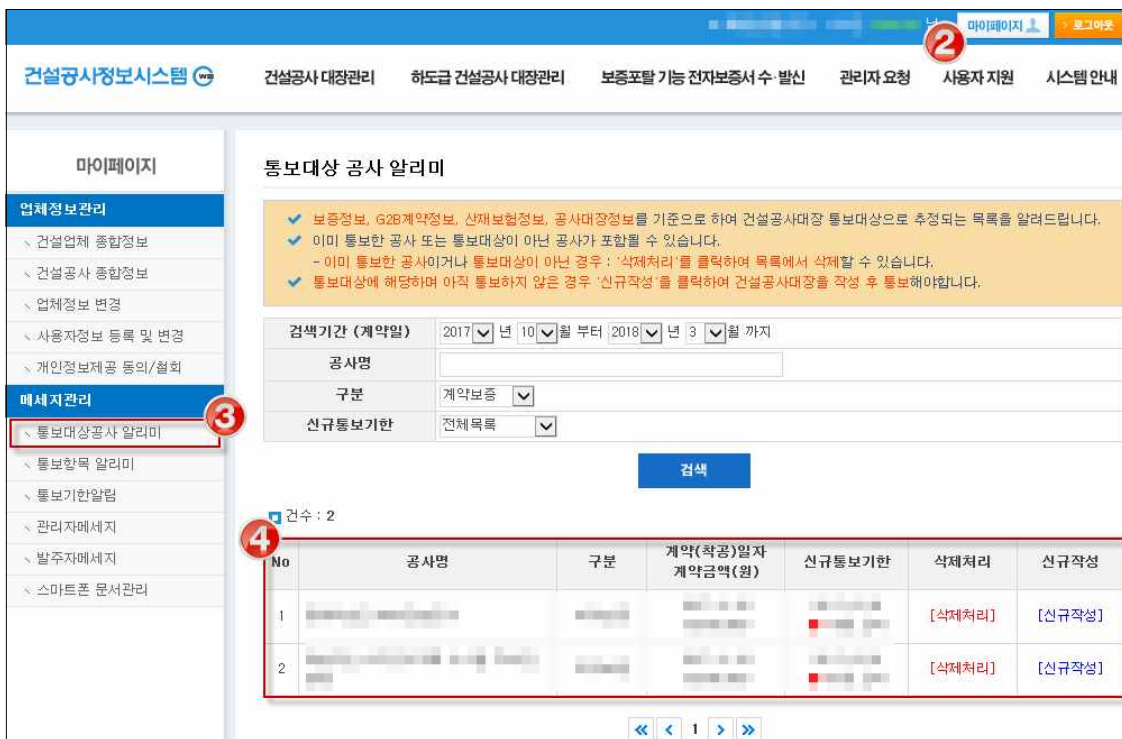 님 마이페이지 > 로그아웃
2
건설공사정보시스템 WS 건설공사 대장관리 하도급 건설공사 대장관리 보증포탈 기능 전자보증서 수·발신 관리자 요청 사용자 지원 시스템 안내
마이페이지
업체정보관리
건설업체 종합정보
건설공사 종합정보
업체정보 변경
사용자정보 등록 및 변경
개인정보제공 동의/철회
메세지관리
3
통보대상공사 알리미
통보항목 알리미
통보기한알림
관리자메세지
발주자메세지
스마트폰 문서관리
통보대상 공사 알리미
보증정보, G2B계약정보, 산재보험정보, 공사대장정보를 기준으로 하여 건설공사대장 통보대상으로 추정되는 목록을 알려드립니다.
이미 통보한 공사 또는 통보대상이 아닌 공사가 포함될 수 있습니다.
- 이미 통보한 공사이거나 통보대상이 아닌 경우 : '삭제처리'를 클릭하여 목록에서 삭제할 수 있습니다.
통보대상에 해당하며 아직 통보하지 않은 경우 '신규작성'을 클릭하여 건설공사대장을 작성 후 통보해야합니다.
검색기간 (계약일) 2017 년 10 월 부터 2018 년 3 월 까지
공사명
구분 계약보증
신규통보기한 전체목록
검색
건수 : 2
4
No 공사명 구분 계약(착공)일자 신규통보기한 삭제처리 신규작성
계약금액(원)
1 [삭제처리] [신규작성]
2 [삭제처리] [신규작성]
« < 1 > »